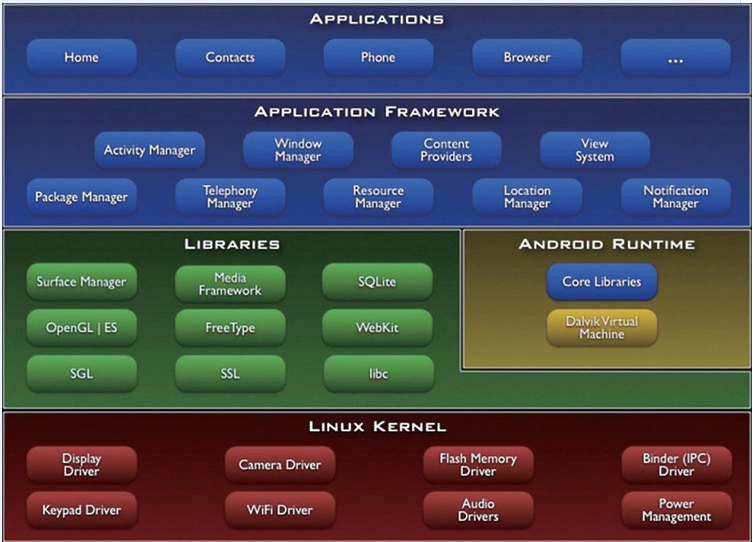 APPLICATIONS
Home
Contacts
Phone
Browser
...
APPLICATION FRAMEWORK
Activity Manager
Window
Manager
Content
Providers
View
System
Package Manager
Telephony
Manager
Resource
Manager
Location
Manager
Notification
Manager
LIBRARIES
Surface Manager
Media
Framework
SQLite
OpenGL | ES
FreeType
WebKit
SGL
SSL
libc
ANDROID RUNTIME
Core Libraries
Dalvik Virtual
Machine
LINUX KERNEL
Display
Driver
Camera Driver
Flash Memory
Driver
Binder (IPC)
Driver
Keypad Driver
WiFi Driver
Audio
Drivers
Power
Management